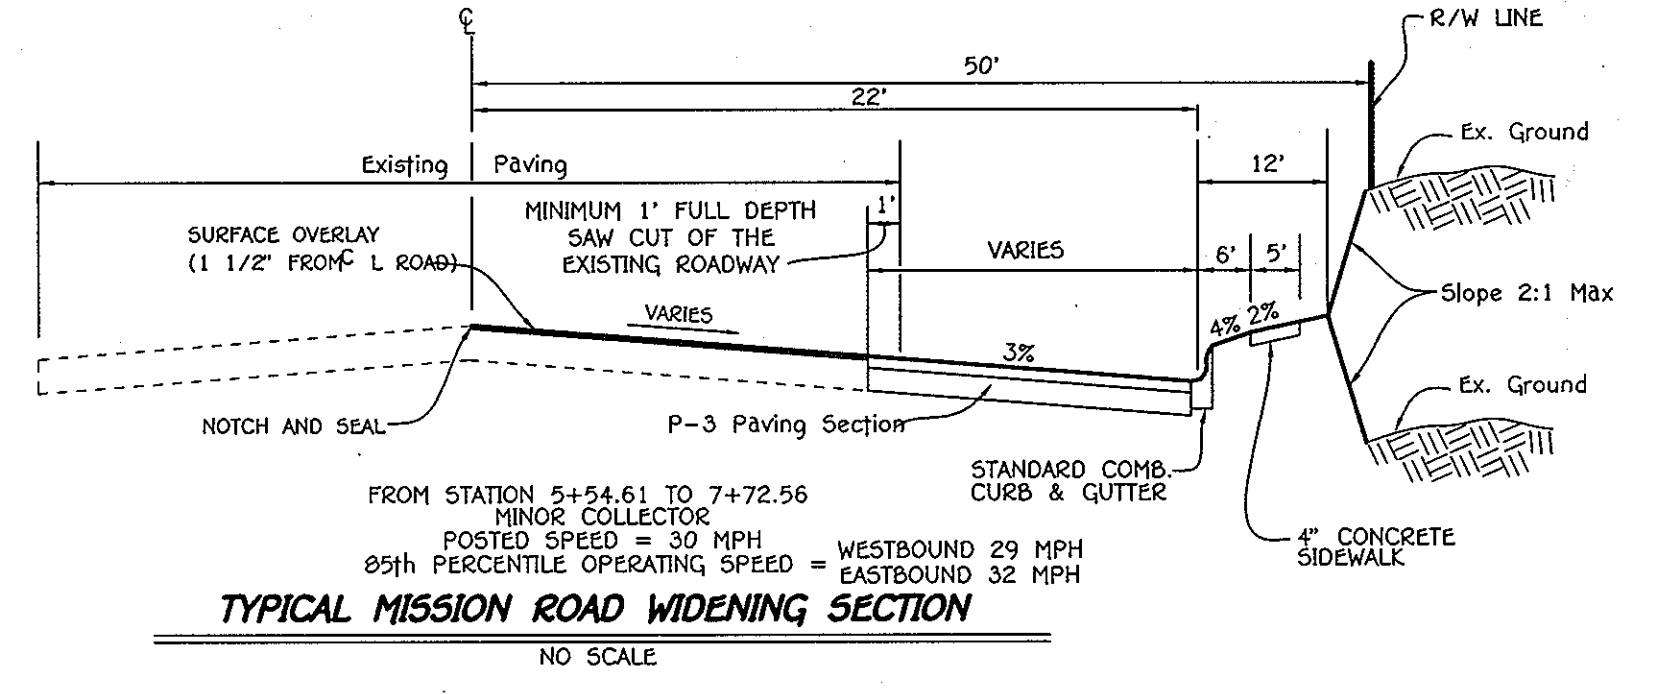 ℄
R/W LINE
50'
22'
Ex. Ground
Existing Paving
12'
MINIMUM 1' FULL DEPTH
SAW CUT OF THE
EXISTING ROADWAY
1'
SURFACE OVERLAY
(1 1/2" FROM C L ROAD)
VARIES
6'
5'
Slope 2:1 Max
VARIES
4%
2%
3%
Ex. Ground
NOTCH AND SEAL
P-3 Paving Section
STANDARD COMB.
CURB & GUTTER
4" CONCRETE
SIDEWALK
FROM STATION 5+54.61 TO 7+72.56
MINOR COLLECTOR
POSTED SPEED = 30 MPH
85th PERCENTILE OPERATING SPEED = WESTBOUND 29 MPH
EASTBOUND 32 MPH
TYPICAL MISSION ROAD WIDENING SECTION
NO SCALE